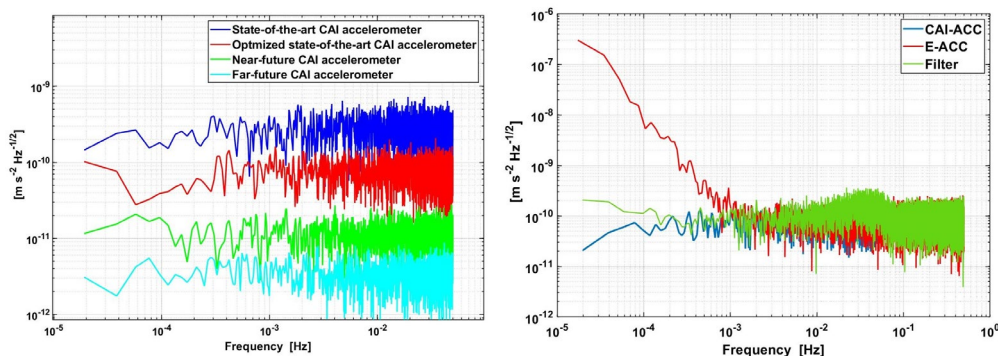 State-of-the-art CAI accelerometer
Optmized state-of-the-art CAI accelerometer
Near-future CAI accelerometer
Far-future CAI accelerometer
10-9
10-10
10-11
10-12
[m s-2 Hz-1/2]
10-5
10-4
10-3
10-2
Frequency [Hz]
CAI-ACC
E-ACC
Filter
10-6
10-7
10-8
10-9
10-10
10-11
10-12
[m s-2 Hz-1/2]
10-5
10-4
10-3
10-2
10-1
100
Frequency [Hz]